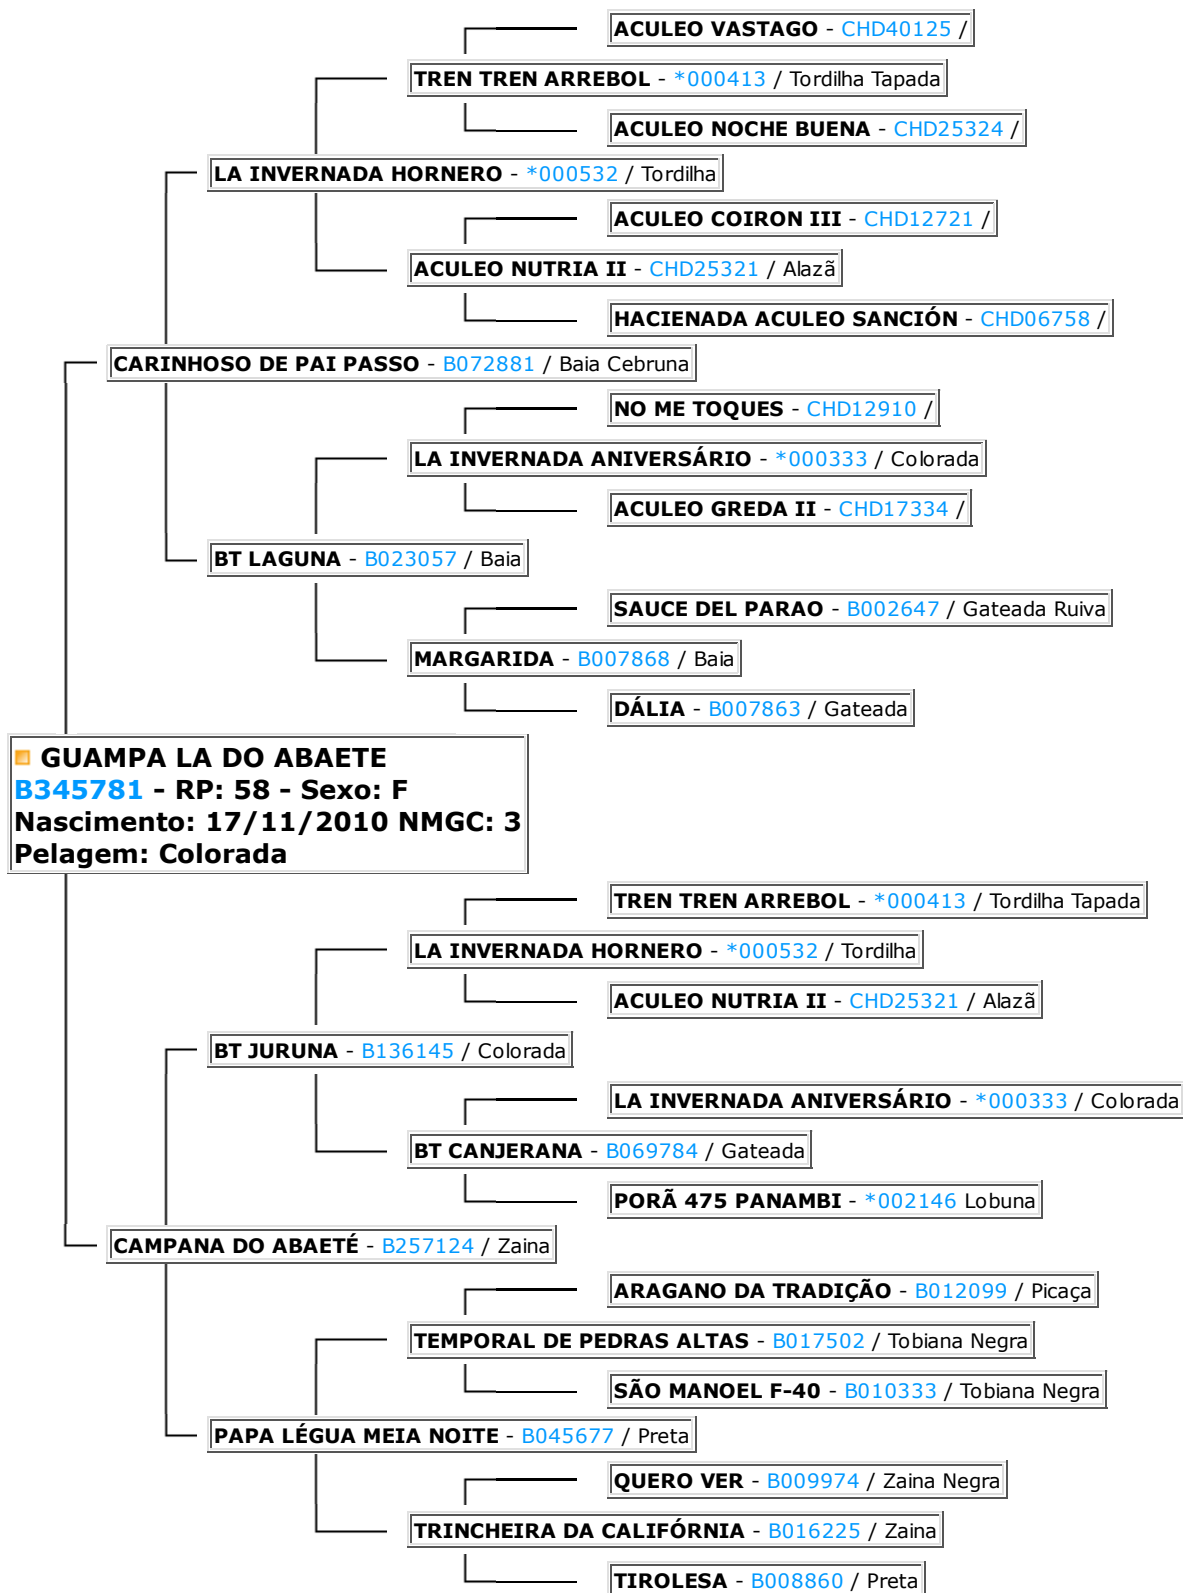 ACULEO VASTAGO - CHD40125 /
TREN TREN ARREBOL - *000413 / Tordilha Tapada
ACULEO NOCHE BUENA - CHD25324 /
LA INVERNADA HORNERO - *000532 / Tordilha
ACULEO COIRON III - CHD12721 /
ACULEO NUTRIA II - CHD25321 / Alazã
HACIENADA ACULEO SANCIÓN - CHD06758 /
CARINHOSO DE PAI PASSO - B072881 / Baia Cebruna
NO ME TOQUES - CHD12910 /
LA INVERNADA ANIVERSÁRIO - *000333 / Colorada
ACULEO GREDA II - CHD17334 /
BT LAGUNA - B023057 / Baia
SAUCE DEL PARAO - B002647 / Gateada Ruiva
MARGARIDA - B007868 / Baia
DÁLIA - B007863 / Gateada
GUAMPA LA DO ABAETE
B345781 - RP: 58 - Sexo: F
Nascimento: 17/11/2010 NMGC: 3
Pelagem: Colorada
TREN TREN ARREBOL - *000413 / Tordilha Tapada
LA INVERNADA HORNERO - *000532 / Tordilha
ACULEO NUTRIA II - CHD25321 / Alazã
BT JURUNA - B136145 / Colorada
LA INVERNADA ANIVERSÁRIO - *000333 / Colorada
BT CANJERANA - B069784 / Gateada
PORÃ 475 PANAMBI - *002146 Lobuna
CAMPANA DO ABAETÉ - B257124 / Zaina
ARAGANO DA TRADIÇÃO - B012099 / Picaça
TEMPORAL DE PEDRAS ALTAS - B017502 / Tobiana Negra
SÃO MANOEL F-40 - B010333 / Tobiana Negra
PAPA LÉGUA MEIA NOITE - B045677 / Preta
QUERO VER - B009974 / Zaina Negra
TRINCHEIRA DA CALIFÓRNIA - B016225 / Zaina
TIROLESA - B008860 / Preta